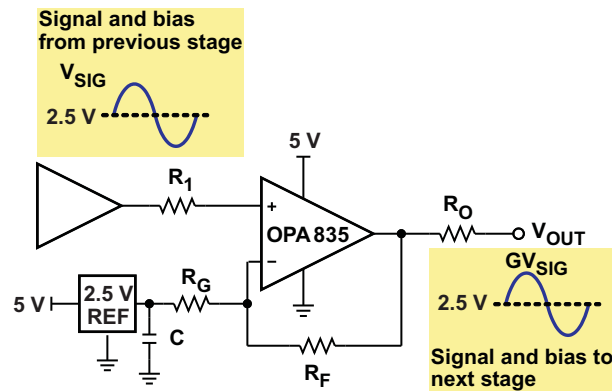 Signal and bias
from previous stage
VSIG
2.5 V
5 V
R1
RO
+
OPA835
−
VOUT
GVSIG
RG
5 V
2.5 V
REF
2.5 V
C
RF
Signal and bias to
next stage